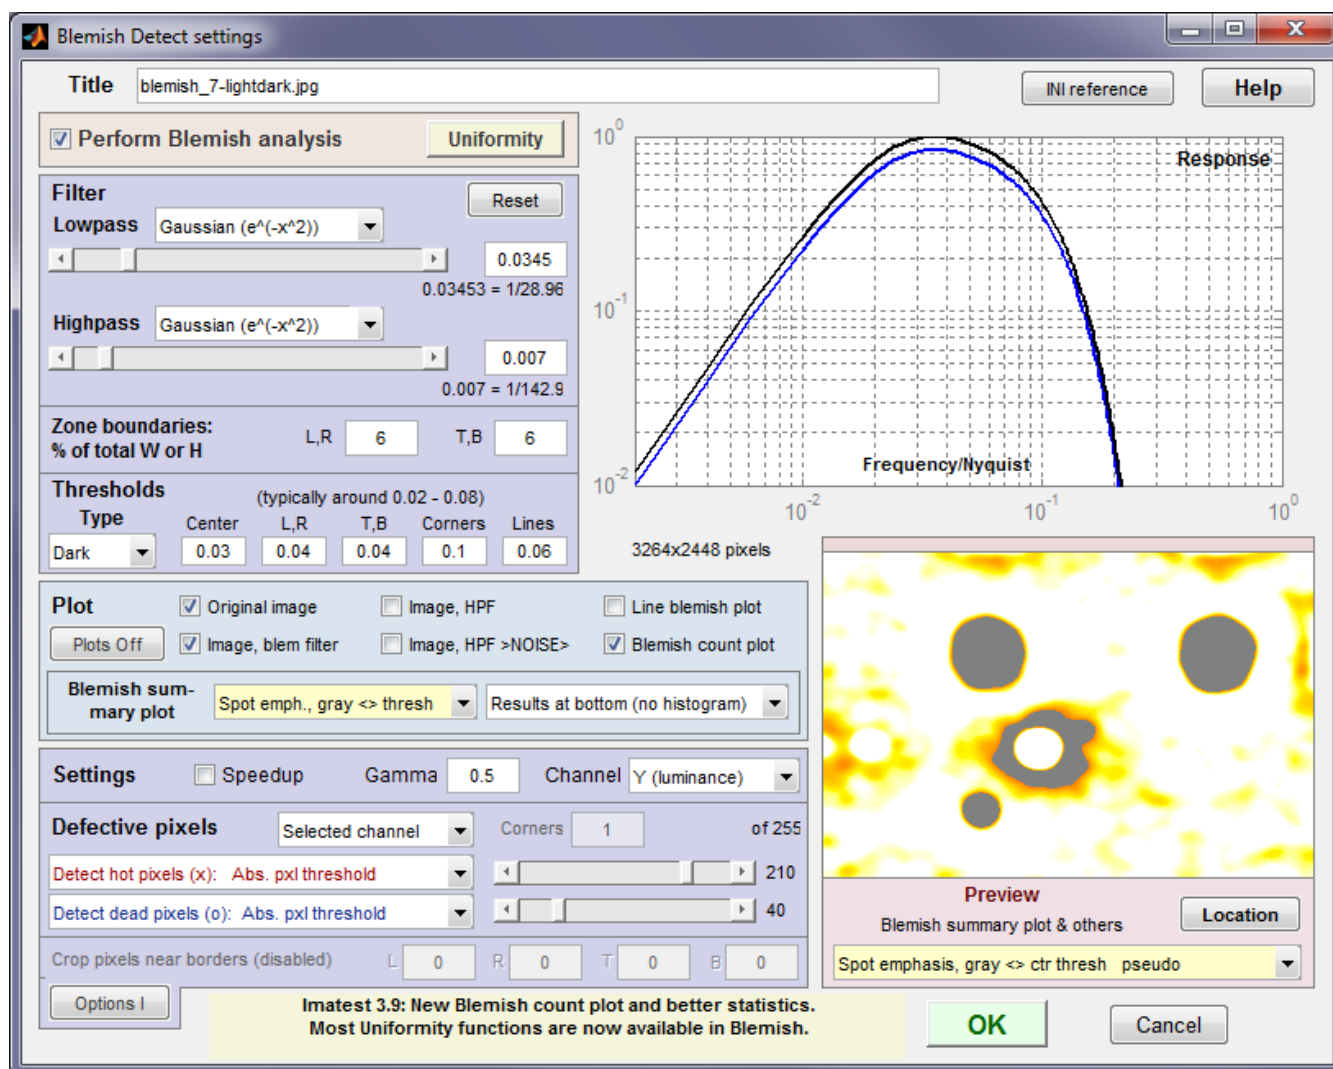 Blemish Detect settings
Title blemish_7-lightdark.jpg INI reference Help
Perform Blemish analysis Uniformity
Filter Reset
Lowpass Gaussian (e^(-x^2))
0.0345
0.03453 = 1/28.96
Highpass Gaussian (e^(-x^2))
0.007
0.007 = 1/142.9
Zone boundaries:
% of total W or H
L,R 6 T,B 6
Thresholds (typically around 0.02 - 0.08)
Type Center L,R T,B Corners Lines
Dark 0.03 0.04 0.04 0.1 0.06
10^0
Response
10^-1
Frequency/Nyquist
10^-2
10^-2 10^-1 10^0
3264x2448 pixels
Plot Original image Image, HPF Line blemish plot
Plots Off Image, blem filter Image, HPF >NOISE> Blemish count plot
Blemish sum-
mary plot
Spot emph., gray <> thresh Results at bottom (no histogram)
Settings Speedup Gamma 0.5 Channel Y (luminance)
Defective pixels Selected channel Corners 1 of 255
Detect hot pixels (x): Abs. pxl threshold 210
Detect dead pixels (o): Abs. pxl threshold 40
Crop pixels near borders (disabled) L 0 R 0 T 0 B 0
Options I
Imatest 3.9: New Blemish count plot and better statistics.
Most Uniformity functions are now available in Blemish.
Preview
Blemish summary plot & others
Location
Spot emphasis, gray <> ctr thresh pseudo
OK Cancel